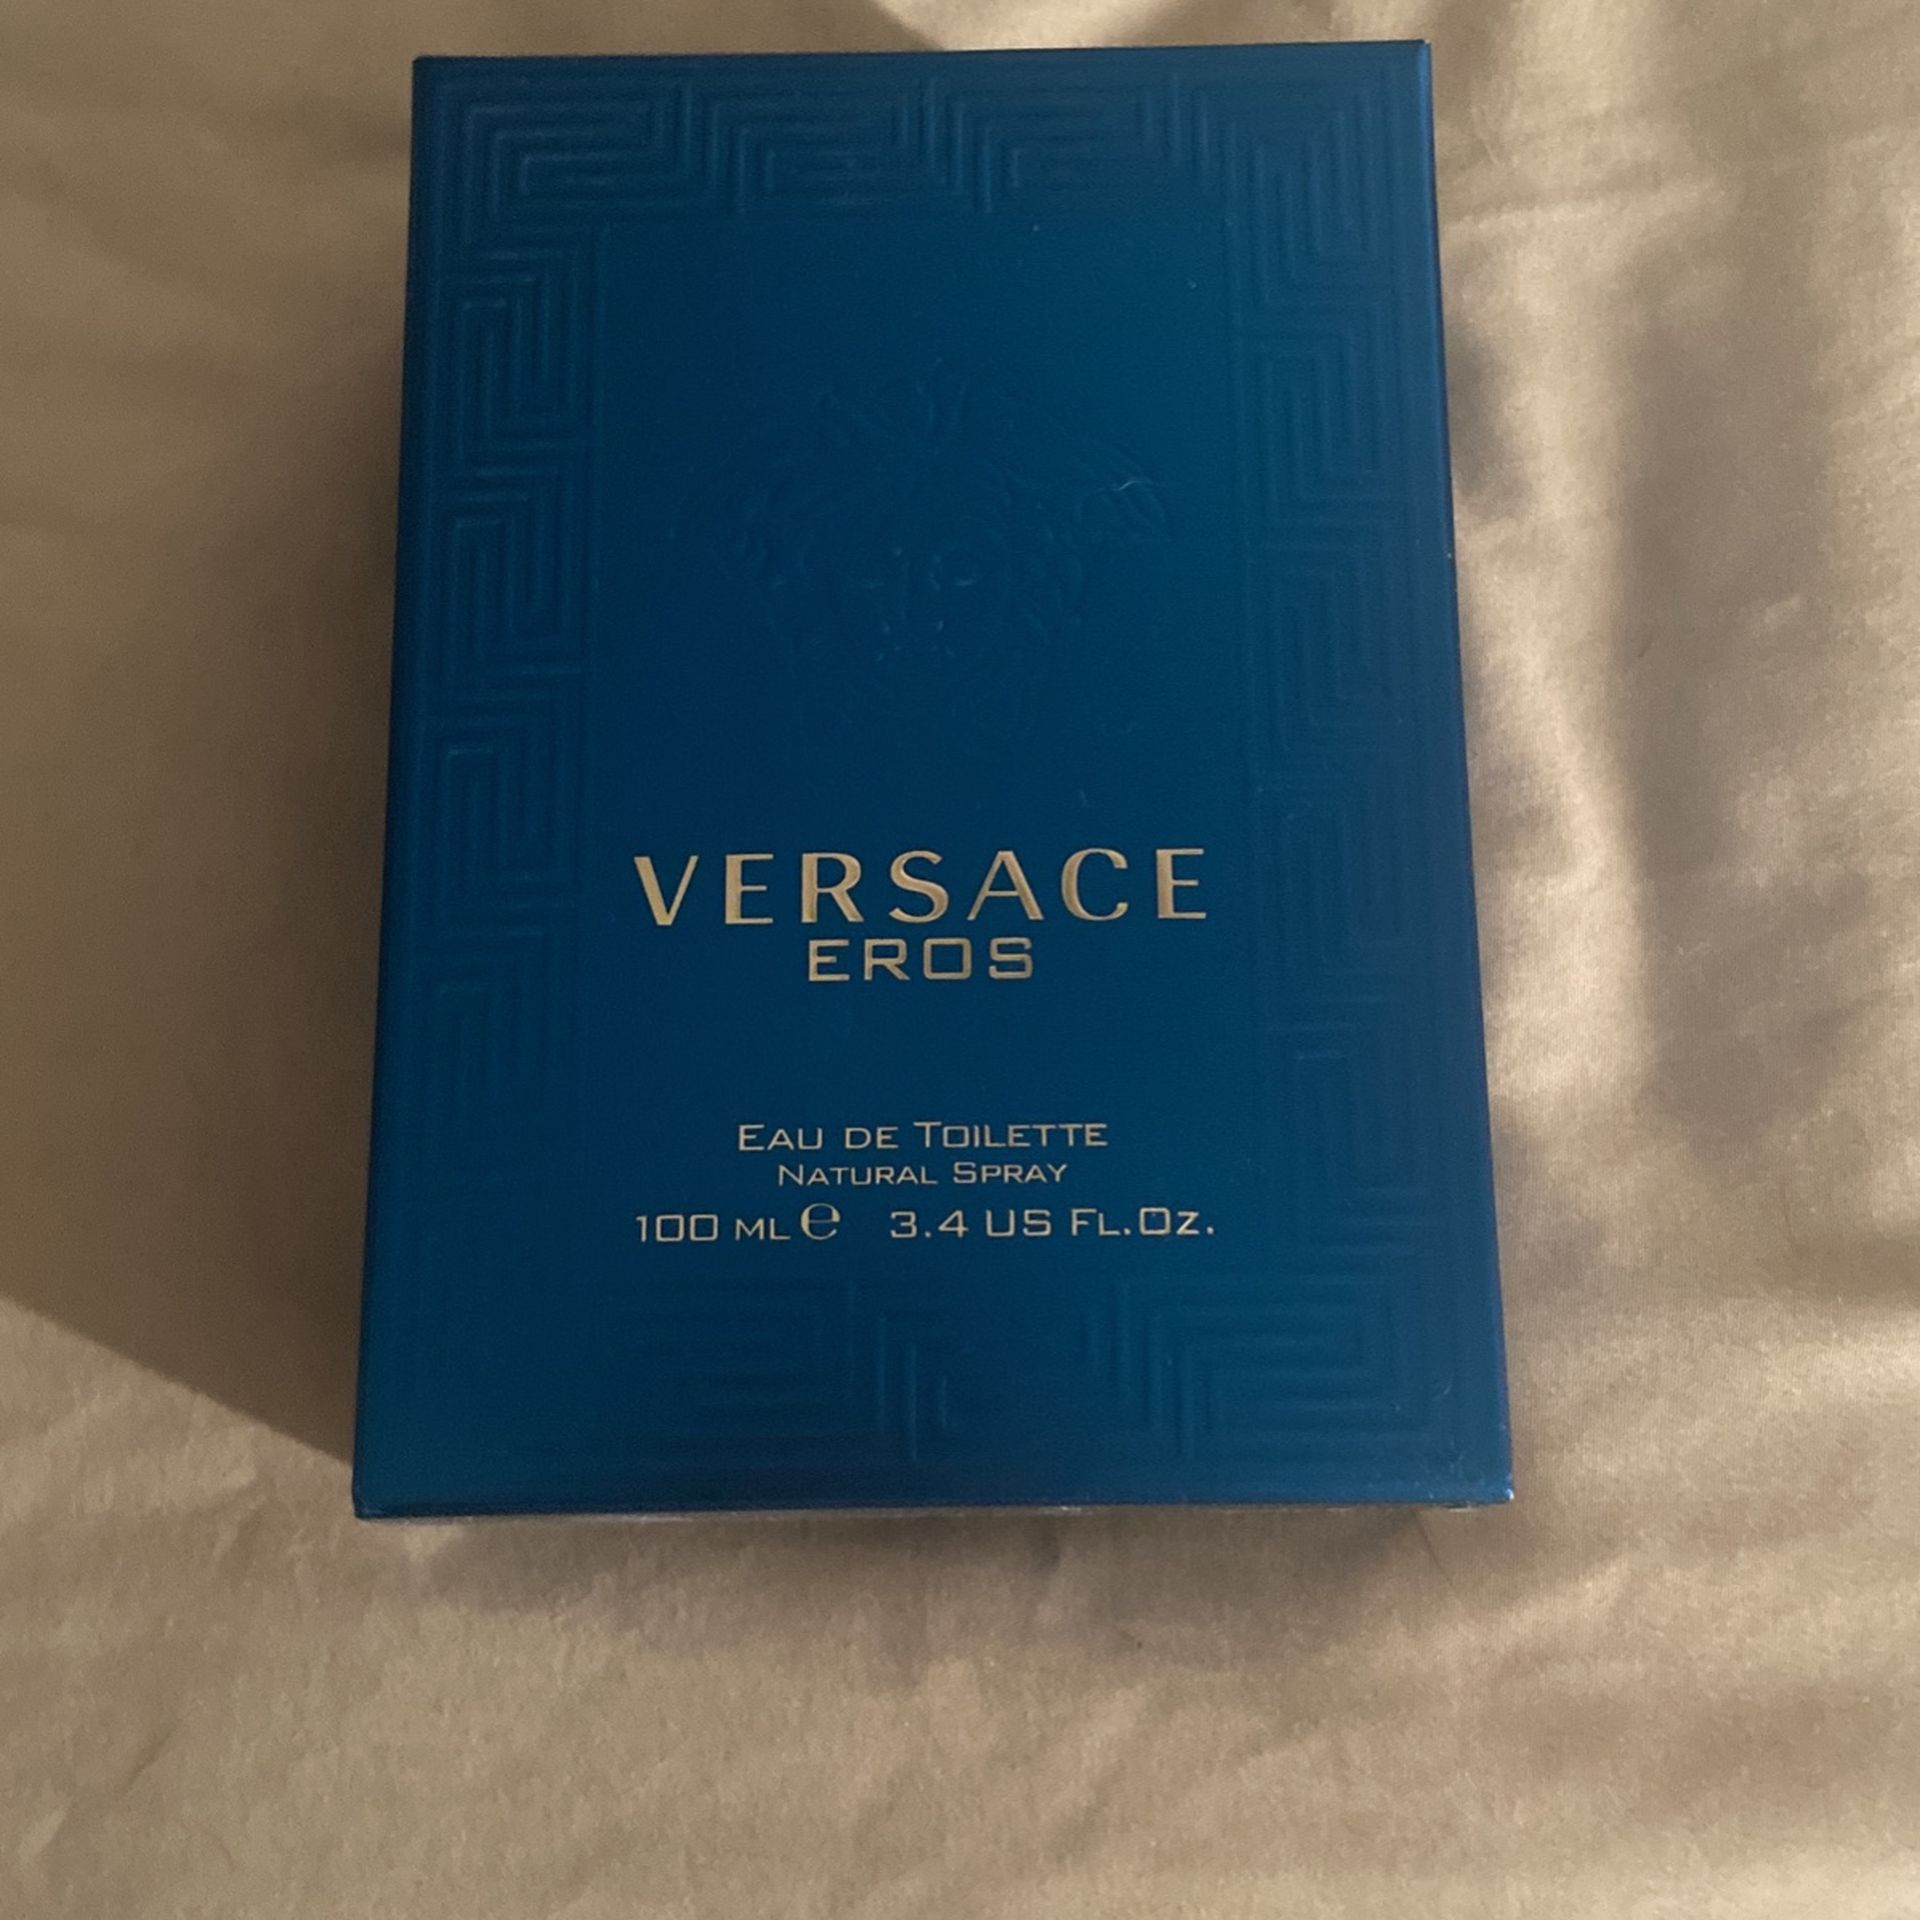 VERSACE
EROS
EAU DE TOILETTE
NATURAL SPRAY
100 ML ℮ 3.4 US FL.OZ.